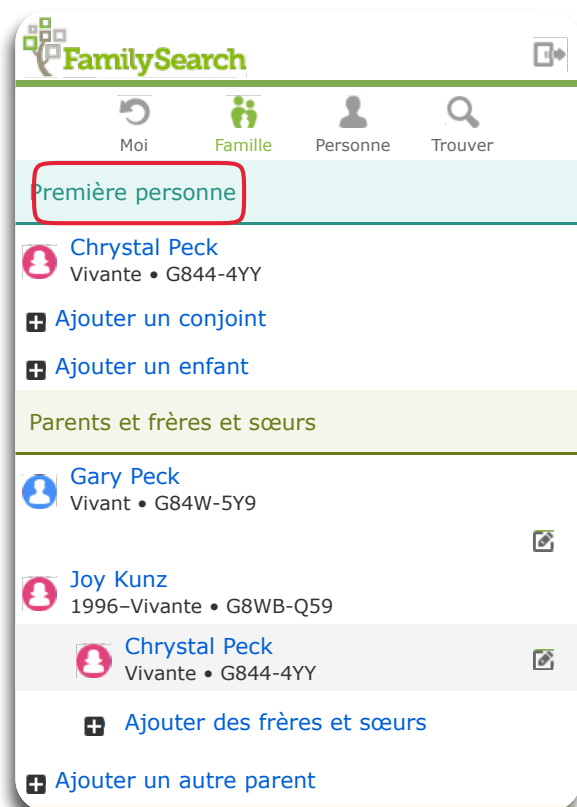 FamilySearch
Moi Famille Personne Trouver
Première personne
Chrystal Peck
Vivante • G844-4YY
Ajouter un conjoint
Ajouter un enfant
Parents et frères et sœurs
Gary Peck
Vivant • G84W-5Y9
Joy Kunz
1996–Vivante • G8WB-Q59
Chrystal Peck
Vivante • G844-4YY
Ajouter des frères et sœurs
Ajouter un autre parent